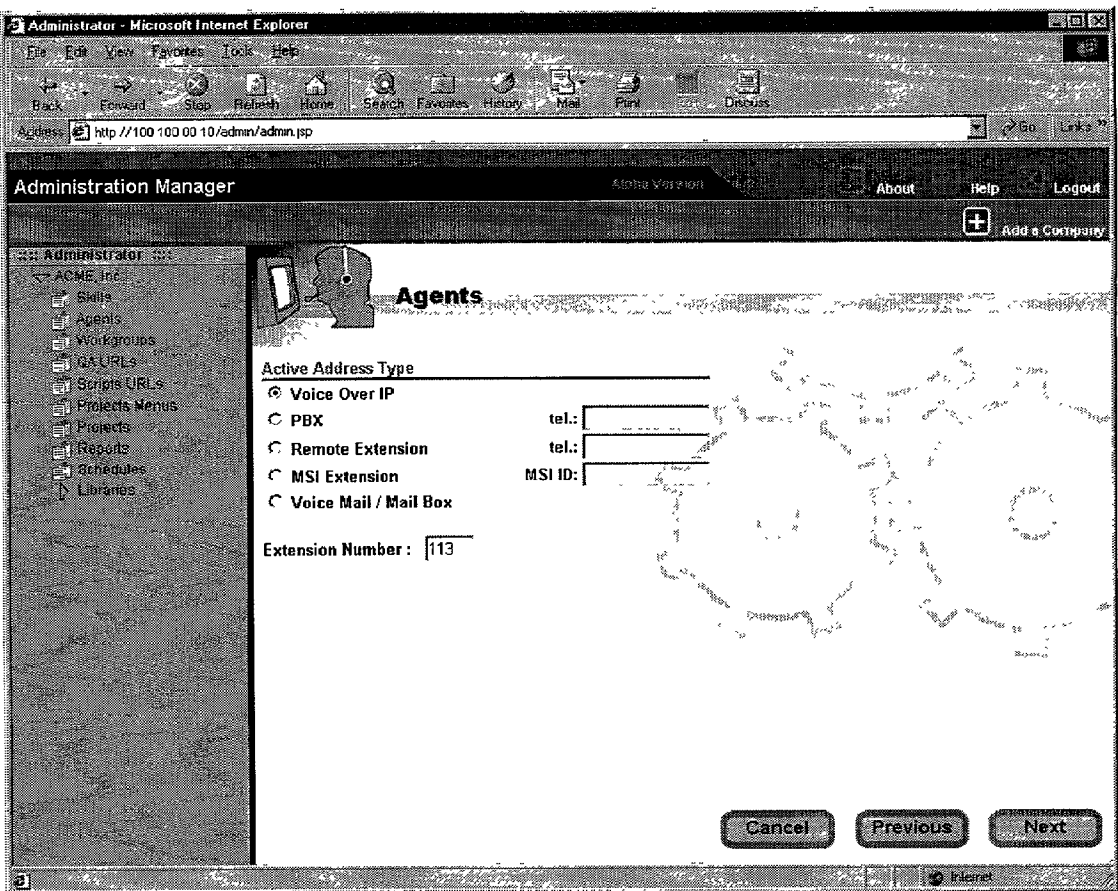 Administrator - Microsoft Internet Explorer
File Edit View Favorites Tools Help
Back Forward Stop Refresh Home Search Favorites History Mail Print Discuss
Address http //100 100 00 10/admin/admin.jsp Go Links »
Administration Manager Alpha Version About Help Logout
Add a Company
:::: Administrator ::::
ACME, Inc
Skills
Agents
Workgroups
URLs
Scripts URLs
Projects Menus
Projects
Reports
Schedules
Libraries
Agents
Active Address Type
Voice Over IP
PBX tel.:
Remote Extension tel.:
MSI Extension MSI ID:
Voice Mail / Mail Box
Extension Number : 113
Cancel Previous Next
Internet